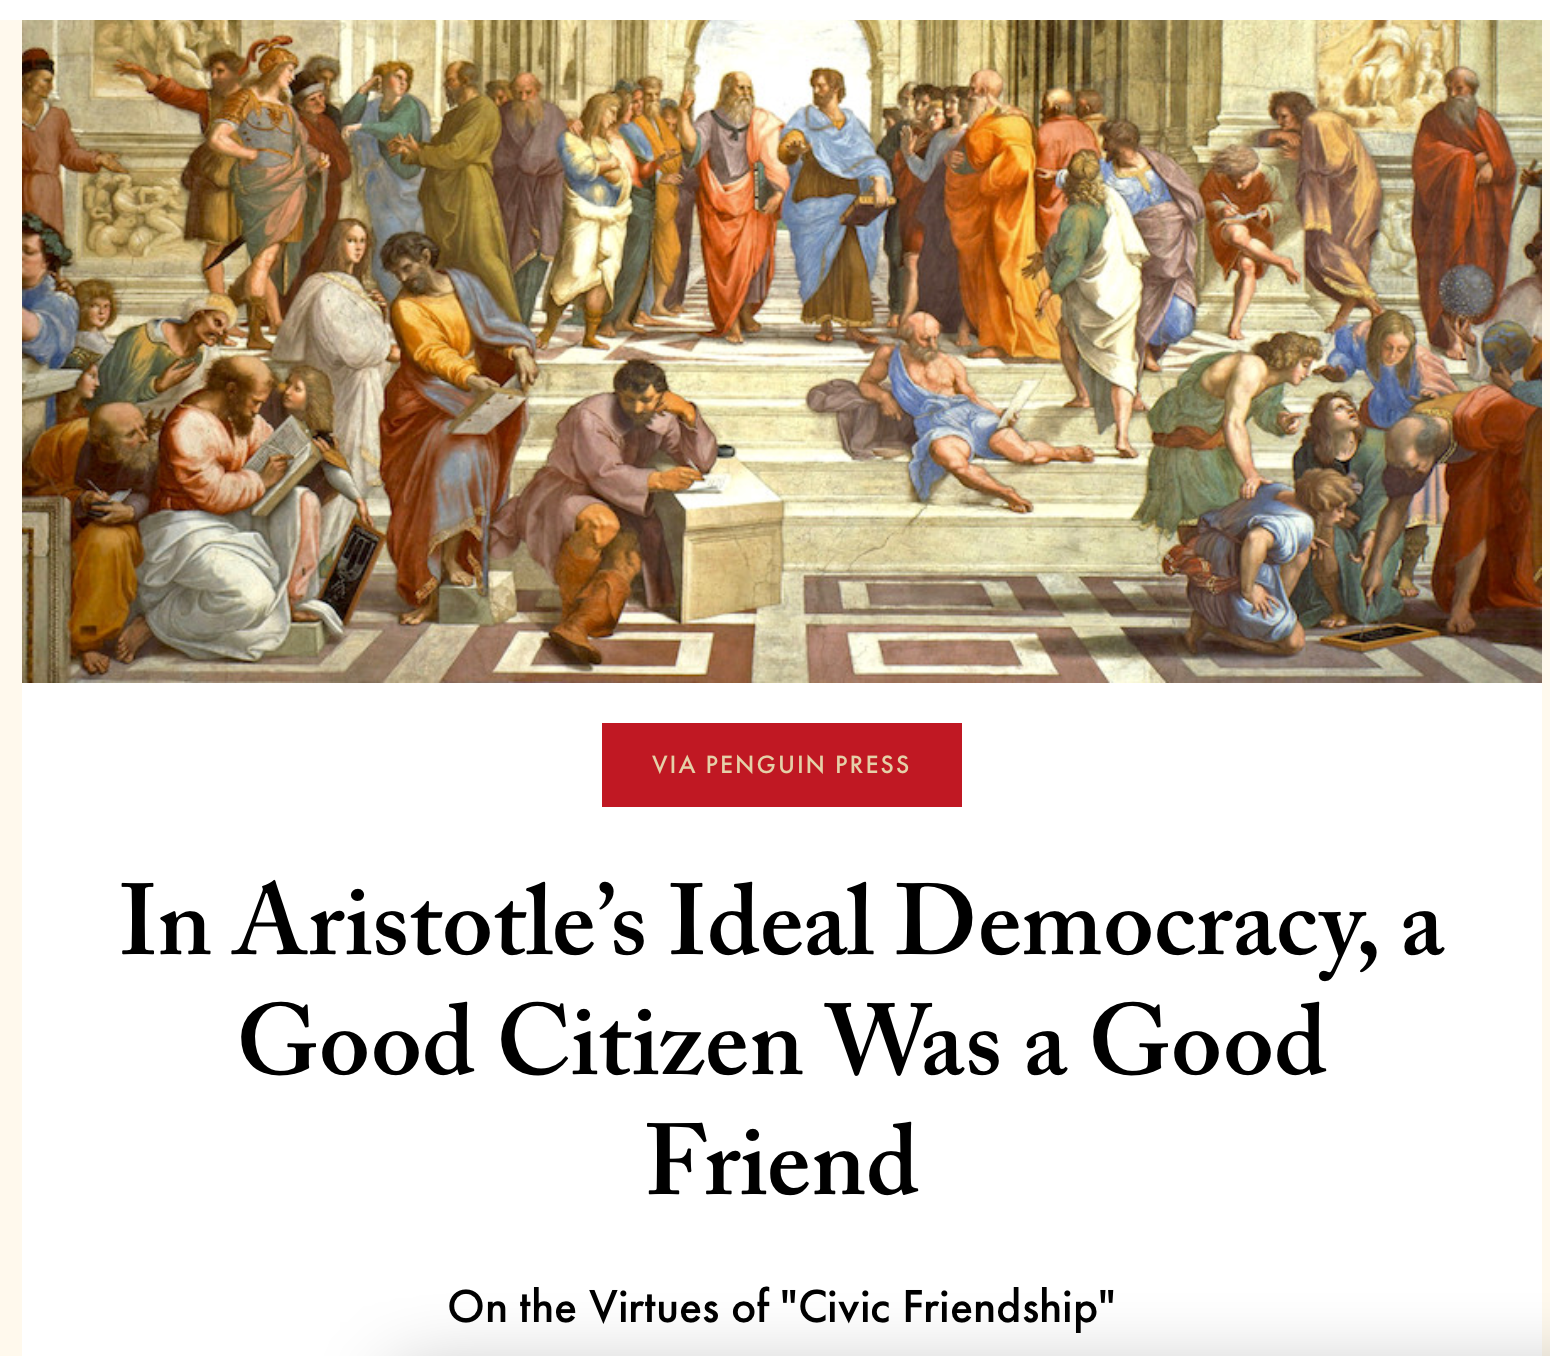 VIA PENGUIN PRESS
In Aristotle’s Ideal Democracy, a
Good Citizen Was a Good
Friend
On the Virtues of "Civic Friendship"